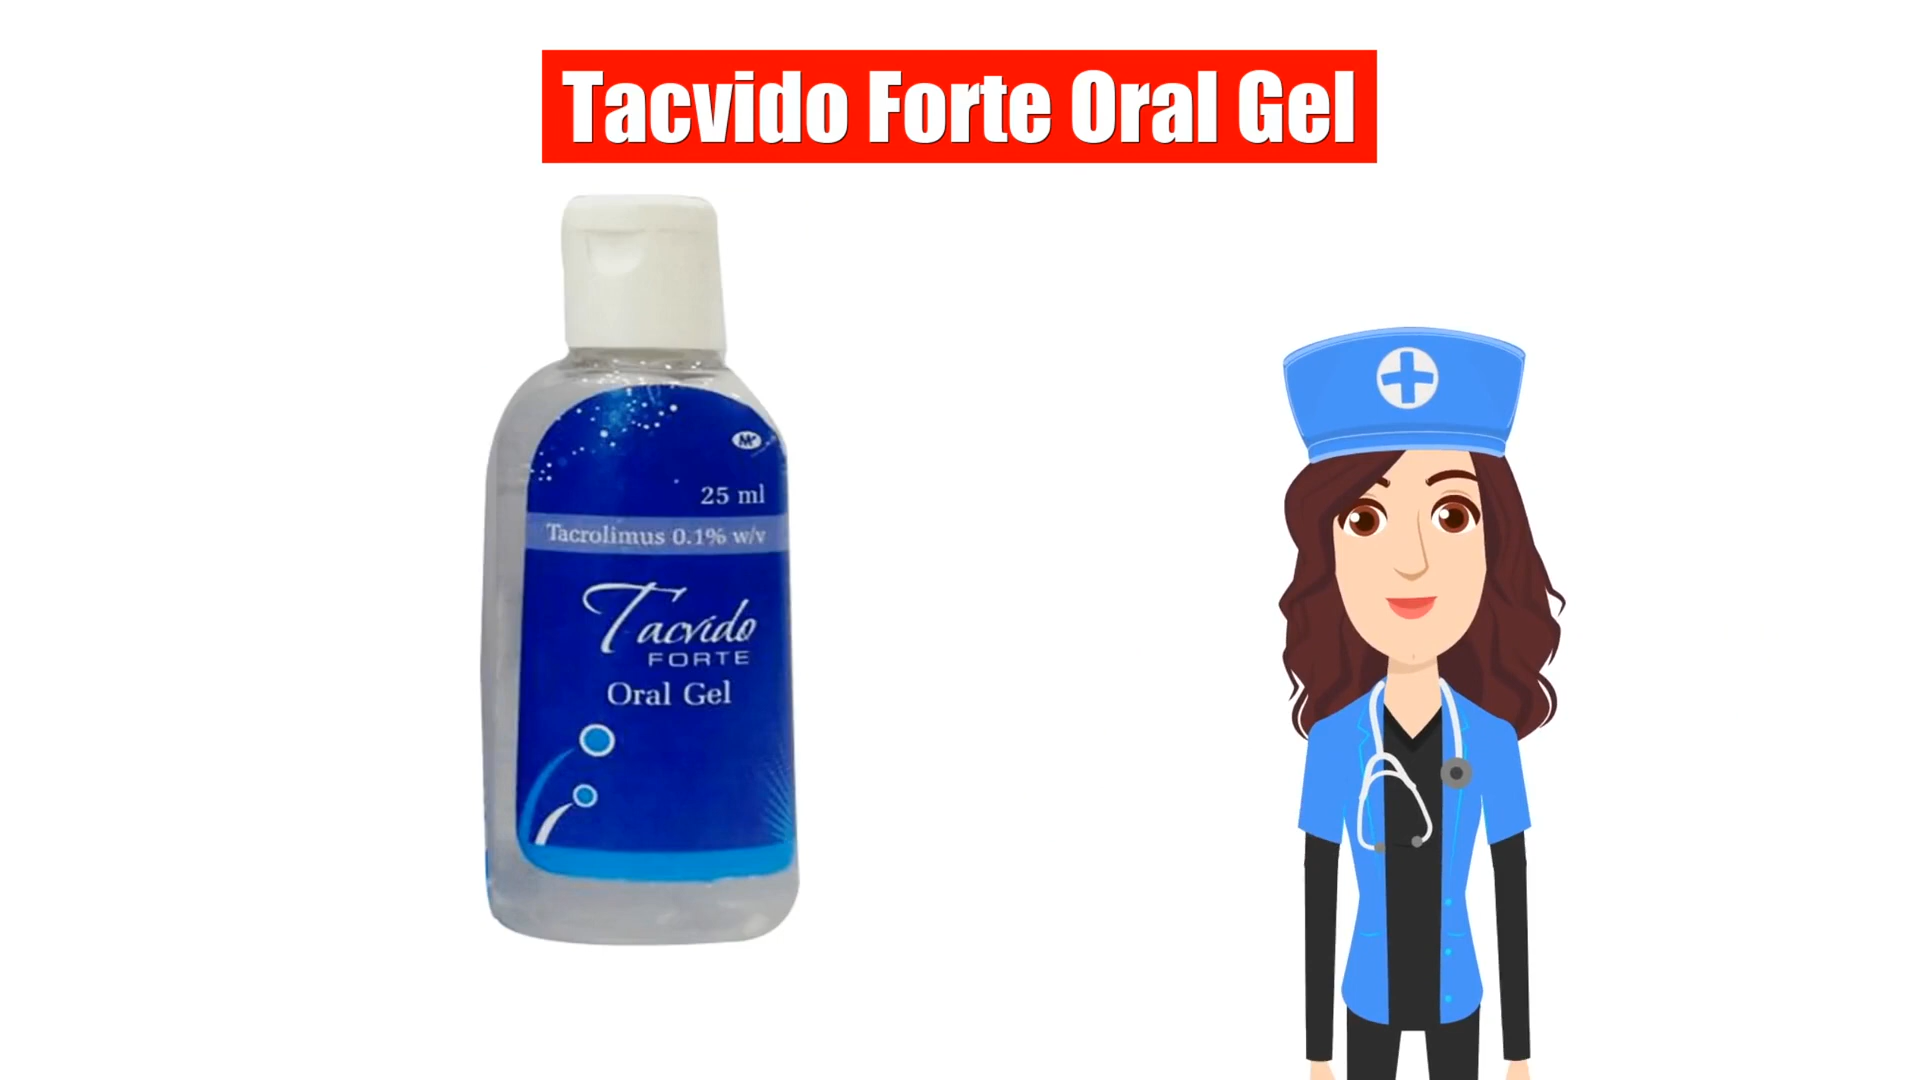 Tacvido Forte Oral Gel
25 ml
Tacrolimus 0.1% w/v
Tacvido
FORTE
Oral Gel